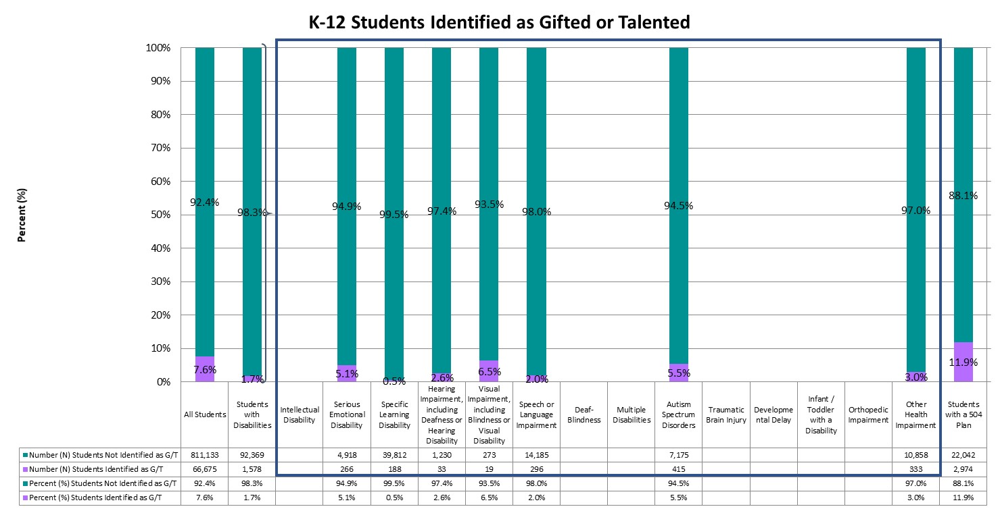 K-12 Students Identified as Gifted or Talented
Percent (%)
100%
90%
80%
70%
60%
50%
40%
30%
20%
10%
0%
92.4% 98.3% 94.9% 99.5% 97.4% 93.5% 98.0% 94.5% 97.0% 88.1%
7.6% 1.7% 5.1% 0.5% 2.6% 6.5% 2.0% 5.5% 3.0% 11.9%
All Students
Students
with
Disabilities
Intellectual
Disability
Serious
Emotional
Disability
Specific
Learning
Disability
Hearing
Impairment,
including
Deafness or
Hearing
Disability
Visual
Impairment,
including
Blindness or
Visual
Disability
Speech or
Language
Impairment
Deaf-
Blindness
Multiple
Disabilities
Autism
Spectrum
Disorders
Traumatic
Brain Injury
Developme
ntal Delay
Infant /
Toddler
with a
Disability
Orthopedic
Impairment
Other
Health
Impairment
Students
with a 504
Plan
Number (N) Students Not Identified as G/T 811,133 92,369 4,918 39,812 1,230 273 14,185 7,175 10,858 22,042
Number (N) Students Identified as G/T 66,675 1,578 266 188 33 19 296 415 333 2,974
Percent (%) Students Not Identified as G/T 92.4% 98.3% 94.9% 99.5% 97.4% 93.5% 98.0% 94.5% 97.0% 88.1%
Percent (%) Students Identified as G/T 7.6% 1.7% 5.1% 0.5% 2.6% 6.5% 2.0% 5.5% 3.0% 11.9%